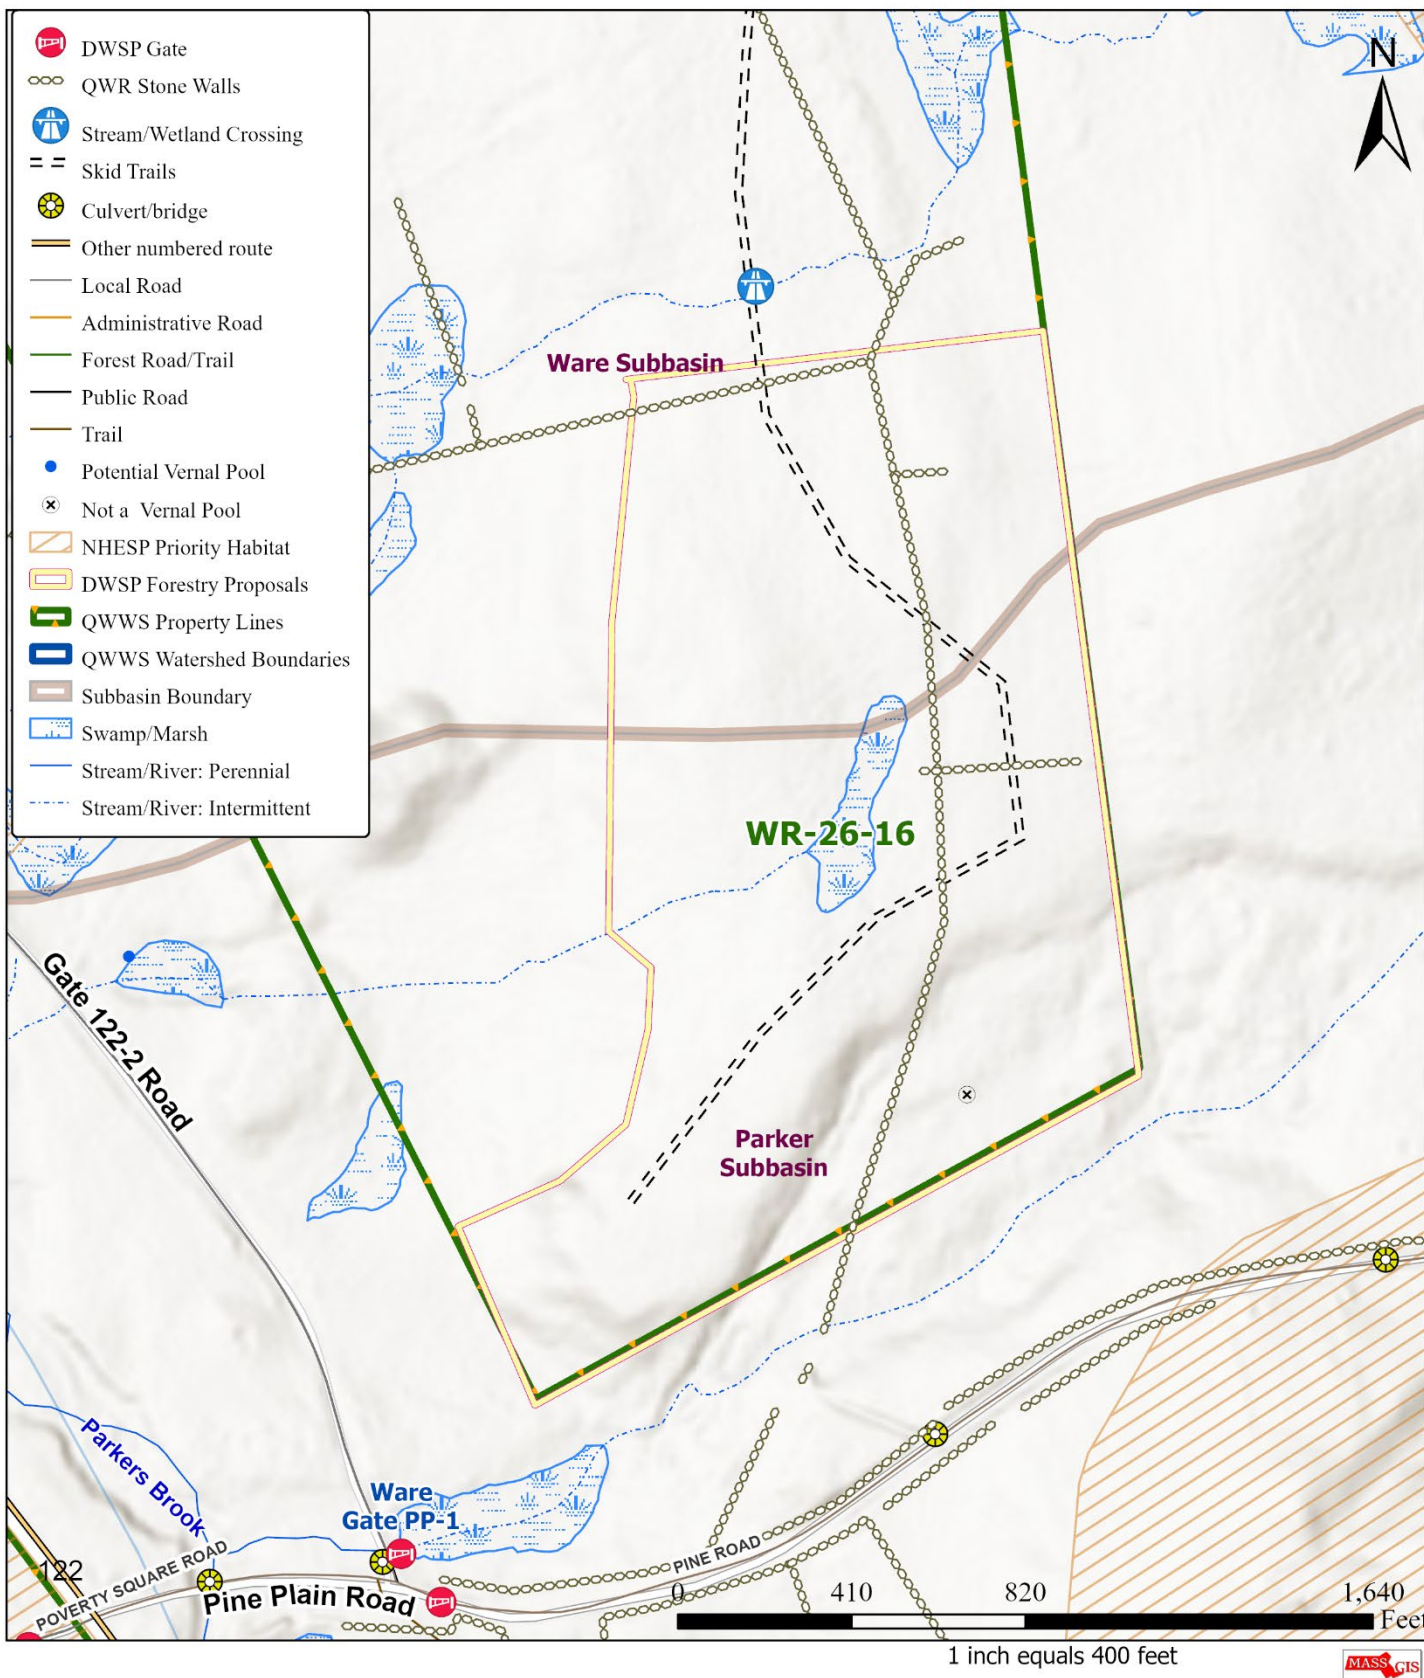 DWSP Gate
QWR Stone Walls
Stream/Wetland Crossing
Skid Trails
Culvert/bridge
Other numbered route
Local Road
Administrative Road
Forest Road/Trail
Public Road
Trail
Potential Vernal Pool
Not a  Vernal Pool
NHESP Priority Habitat
DWSP Forestry Proposals
QWWS Property Lines
QWWS Watershed Boundaries
Subbasin Boundary
Swamp/Marsh
Stream/River: Perennial
Stream/River: Intermittent
N
Ware Subbasin
WR-26-16
Gate 122-2 Road
Parker
Subbasin
Parkers Brook
Ware
Gate PP-1
122
POVERTY SQUARE ROAD
Pine Plain Road
PINE ROAD
0 410 820 1,640
Feet
1 inch equals 400 feet
MASSGIS